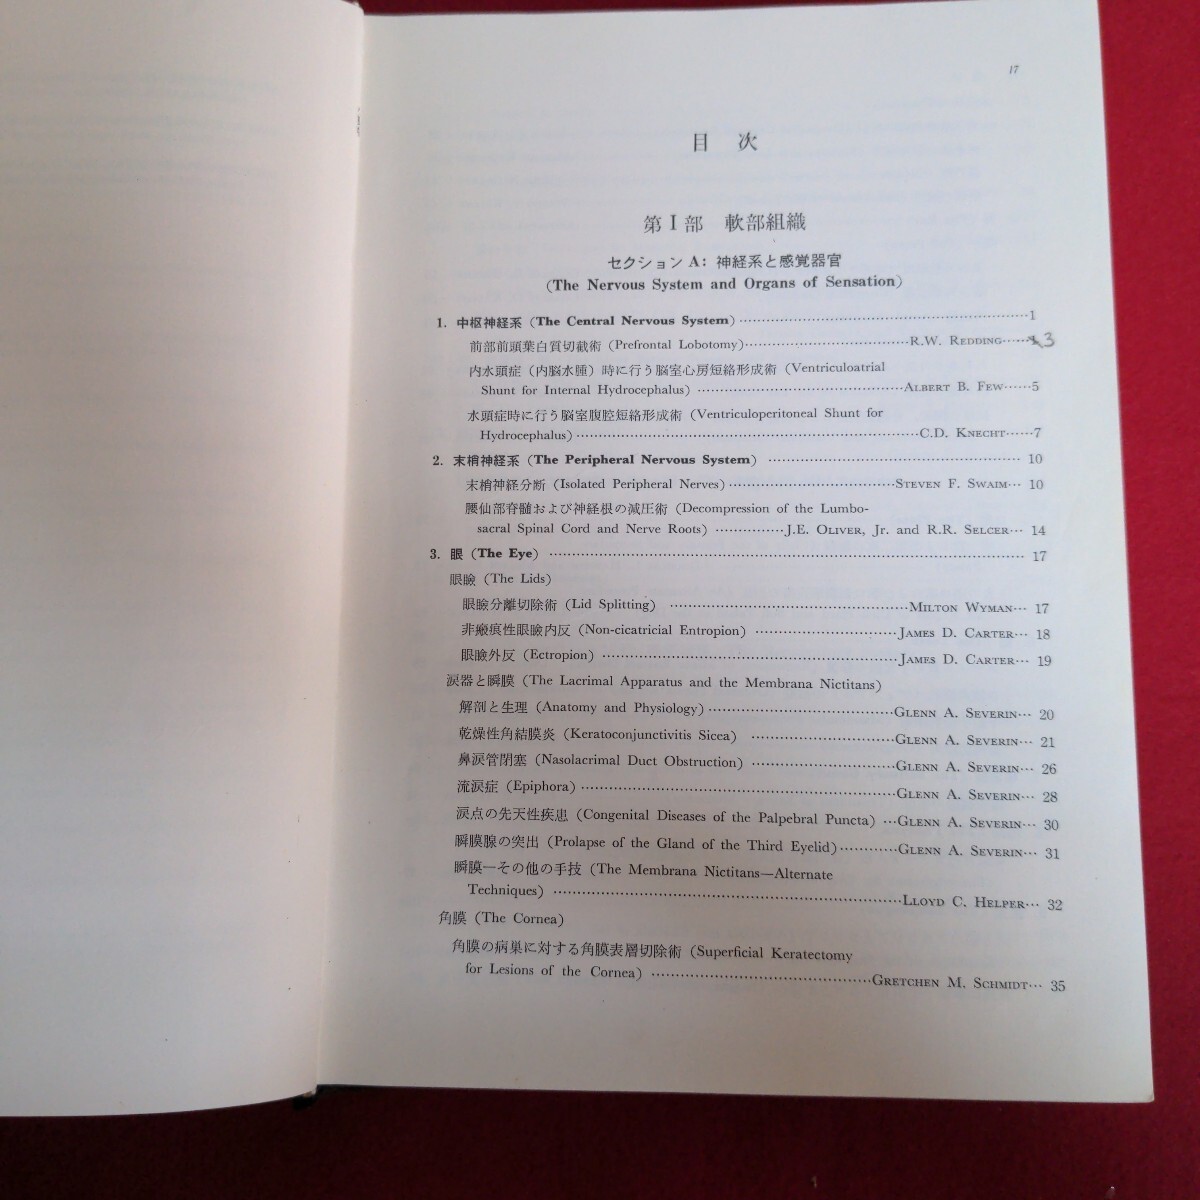 17
目 次
第 I 部 軟部組織
セクション A: 神経系と感覚器官
(The Nervous System and Organs of Sensation)
1. 中枢神経系 (The Central Nervous System)……1
前部前頭葉白質切截術 (Prefrontal Lobotomy)……R.W. REDDING……3
内水頭症(内脳水腫)時に行う脳室心房短絡形成術 (Ventriculoatrial
Shunt for Internal Hydrocephalus) ……ALBERT B. FEW……5
水頭症時に行う脳室腹腔短絡形成術 (Ventriculoperitoneal Shunt for
Hydrocephalus)……C.D. KNECHT……7
2. 末梢神経系 (The Peripheral Nervous System) …… 10
末梢神経分断 (Isolated Peripheral Nerves)……STEVEN F. SWAIM… 10
腰仙部脊髄および神経根の減圧術 (Decompression of the Lumbo-
sacral Spinal Cord and Nerve Roots) ……J.E. OLIVER, Jr. and R.R. SELCER… 14
3. 眼 (The Eye) …… 17
眼瞼 (The Lids)
眼瞼分離切除術 (Lid Splitting) ……MILTON WYMAN… 17
非瘢痕性眼瞼内反 (Non-cicatricial Entropion) ……JAMES D. CARTER… 18
眼瞼外反 (Ectropion) ……JAMES D. CARTER… 19
涙器と瞬膜 (The Lacrimal Apparatus and the Membrana Nictitans)
解剖と生理 (Anatomy and Physiology)……GLENN A. SEVERIN… 20
乾燥性角結膜炎 (Keratoconjunctivitis Sicea) ……GLENN A. SEVERIN… 21
鼻涙管閉塞 (Nasolacrimal Duct Obstruction) ……GLENN A. SEVERIN… 26
流涙症 (Epiphora)……GLENN A. SEVERIN… 28
涙点の先天性疾患 (Congenital Diseases of the Palpebral Puncta) …GLENN A. SEVERIN… 30
瞬膜腺の突出 (Prolapse of the Gland of the Third Eyelid)……GLENN A. SEVERIN… 31
瞬膜—その他の手技 (The Membrana Nictitans—Alternate
Techniques) ……LLOYD C. HELPER… 32
角膜 (The Cornea)
角膜の病巣に対する角膜表層切除術 (Superficial Keratectomy
for Lesions of the Cornea) ……GRETCHEN M. SCHMIDT… 35